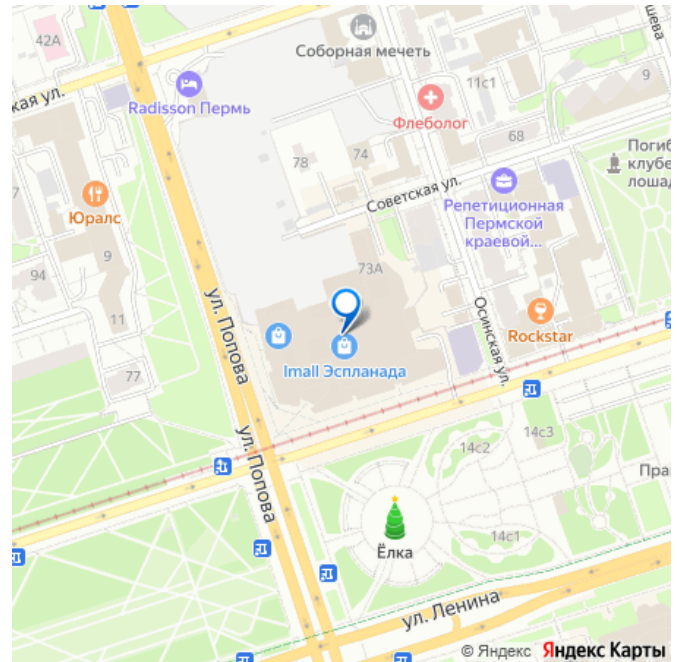 42А
Соборная мечеть
шева
кая ул.
Radisson Пермь
11с1
9
Флеболог
68
78
74
Погиб
клубе
лошад
Советская ул.
Юралс
Репетиционная
Пермской
краевой...
9
94
73А
11
ул. Попова
Осинская ул.
Rockstar
Imall Эспланада
77
ул. Попова
14с2
14с3
Пра
14с1
Ёлка
ул. Ленина
© Яндекс Яндекс Карты